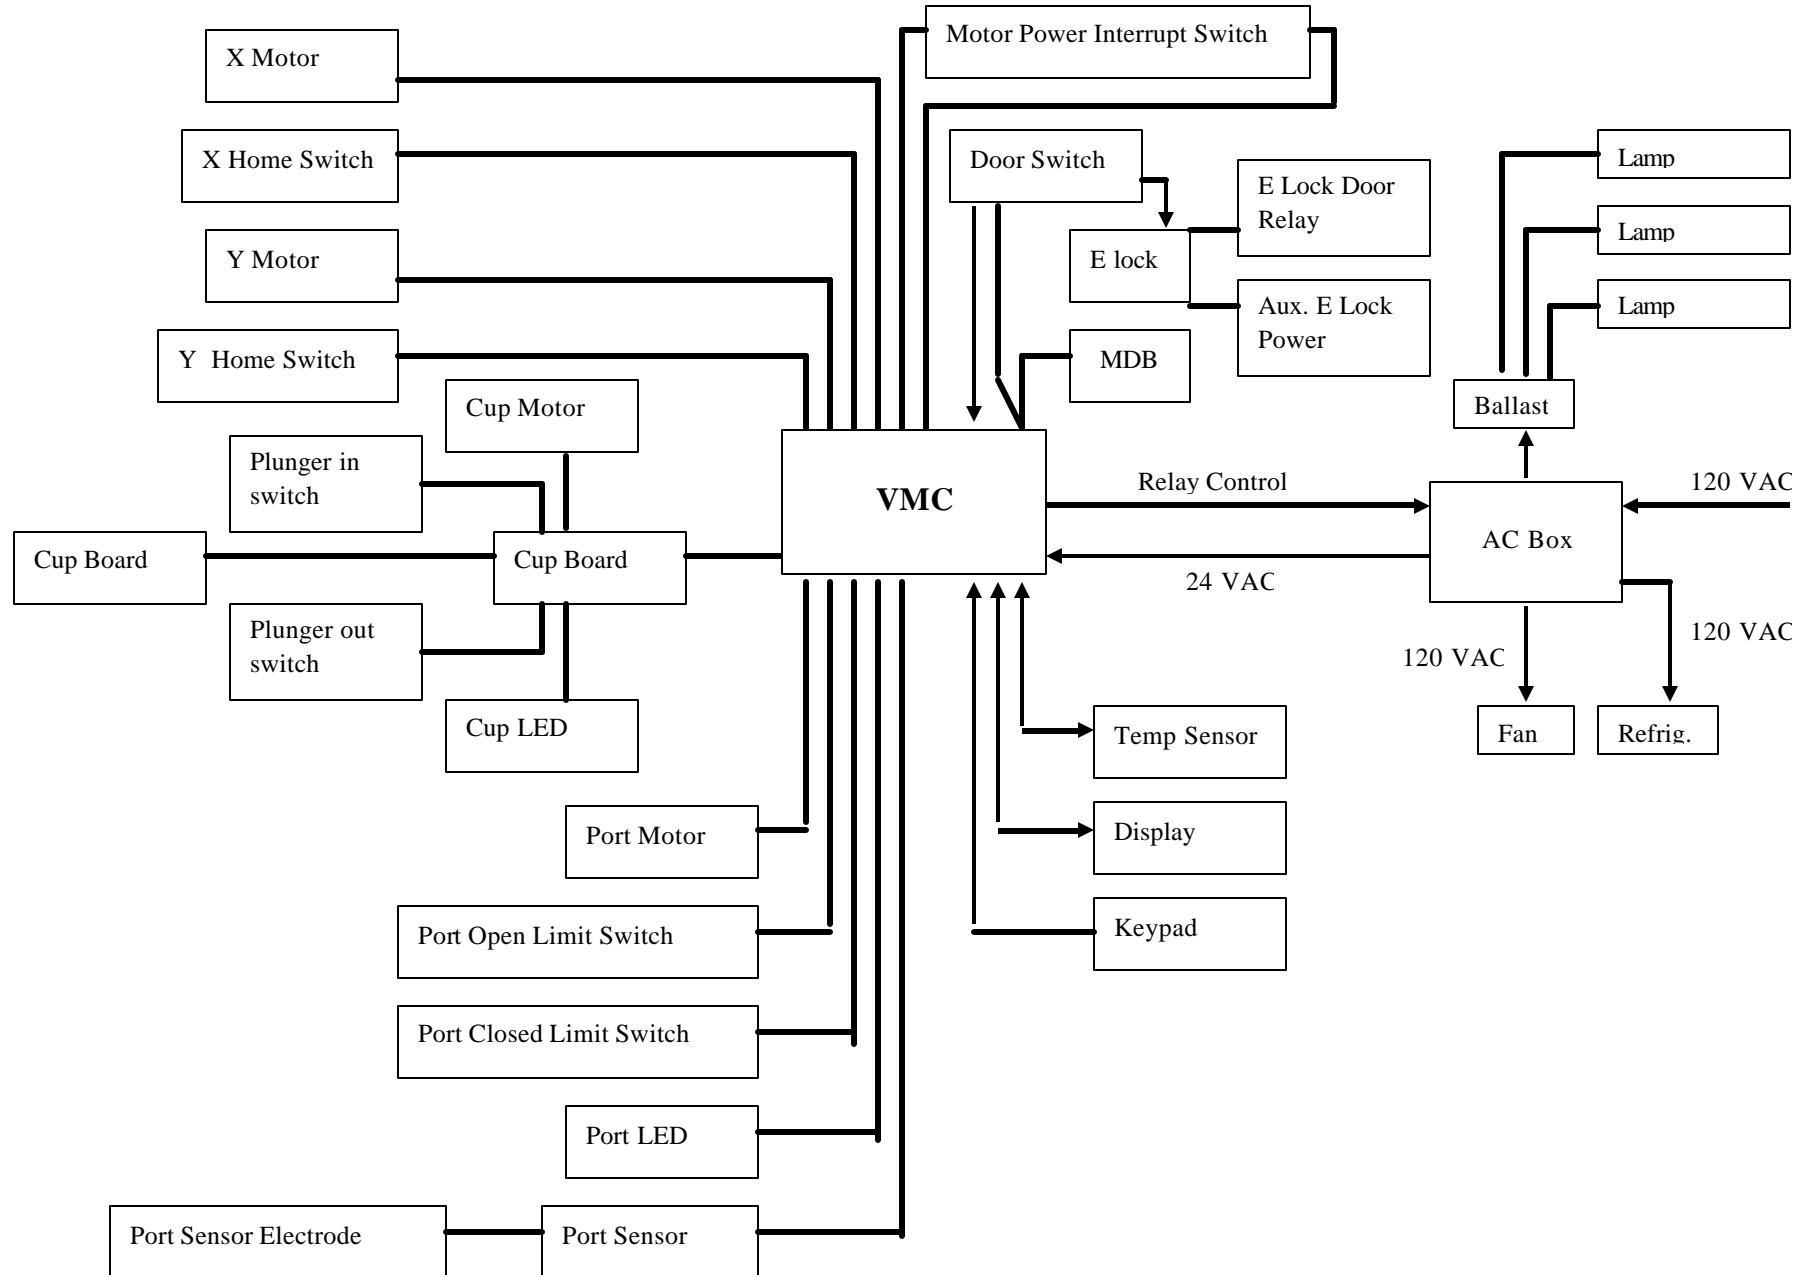 Motor Power Interrupt Switch
X Motor
X Home Switch
Door Switch
Lamp
E Lock Door
Relay
Y Motor
E lock
Lamp
Aux. E Lock
Power
Lamp
Y Home Switch
MDB
Cup Motor
Ballast
Plunger in
switch
VMC
Relay Control
120 VAC
AC Box
Cup Board
Cup Board
24 VAC
Plunger out
switch
120 VAC
120 VAC
Cup LED
Temp Sensor
Fan
Refrig.
Port Motor
Display
Port Open Limit Switch
Keypad
Port Closed Limit Switch
Port LED
Port Sensor Electrode
Port Sensor